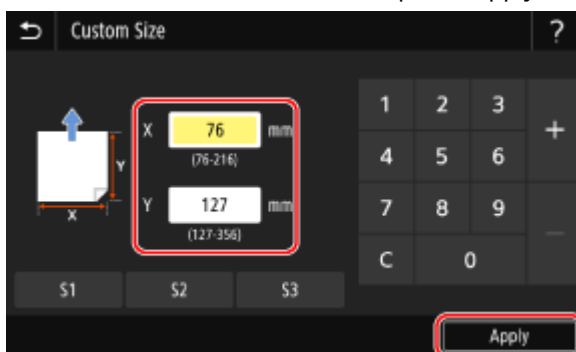 Custom Size ?
X 76 mm
(76-216)
Y 127 mm
(127-356)
Y
X
1 2 3 +
4 5 6
7 8 9 −
C 0
S1 S2 S3
Apply